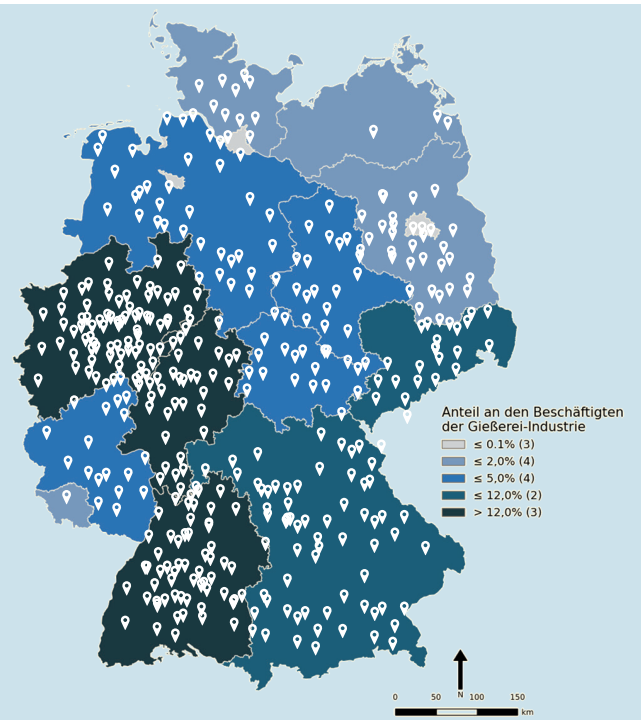 Anteil an den Beschäftigten
der Gießerei-Industrie
≤ 0.1% (3)
≤ 2,0% (4)
≤ 5,0% (4)
≤ 12,0% (2)
> 12,0% (3)
N
0 50 100 150
km